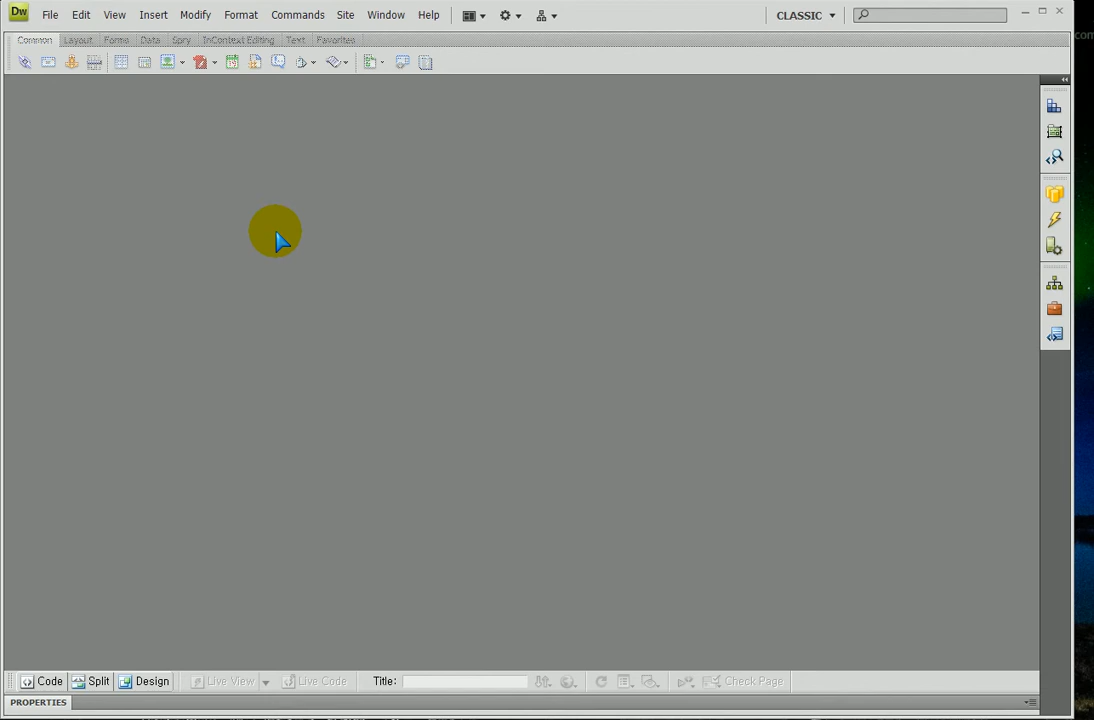 Dw File Edit View Insert Modify Format Commands Site Window Help CLASSIC
Common Layout Forms Data Spry InContext Editing Text Favorites
Code Split Design Live View Live Code Title: Check Page
PROPERTIES